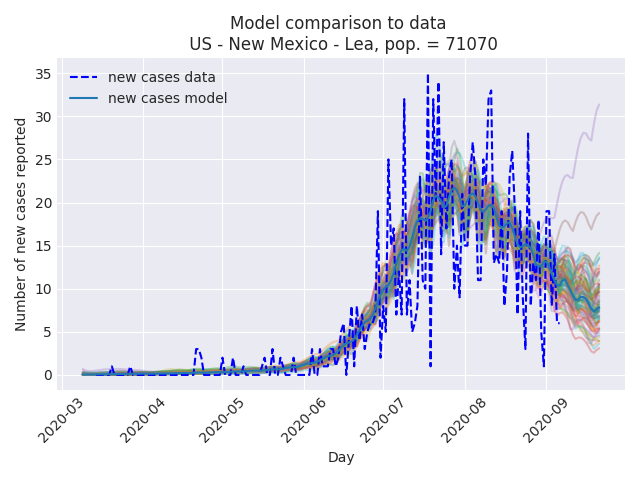 Model comparison to data
US - New Mexico - Lea, pop. = 71070
new cases data
new cases model
Number of new cases reported
35
30
25
20
15
10
5
0
2020-03
2020-04
2020-05
2020-06
2020-07
2020-08
2020-09
Day